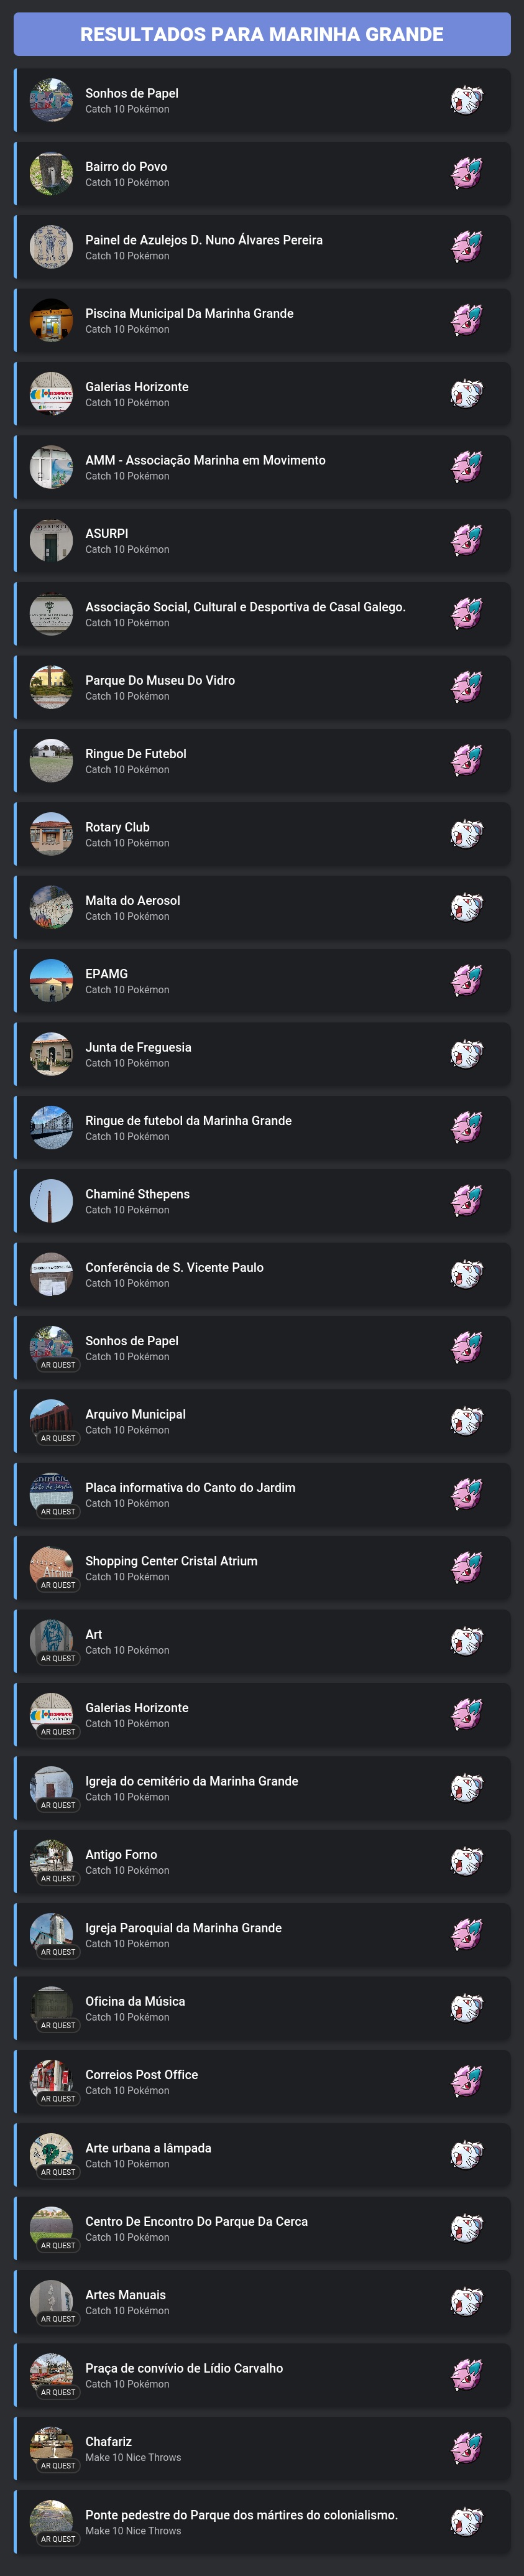 RESULTADOS PARA MARINHA GRANDE
Sonhos de Papel
Catch 10 Pokémon
Bairro do Povo
Catch 10 Pokémon
Painel de Azulejos D. Nuno Álvares Pereira
Catch 10 Pokémon
Piscina Municipal Da Marinha Grande
Catch 10 Pokémon
Galerias Horizonte
Catch 10 Pokémon
AMM - Associação Marinha em Movimento
Catch 10 Pokémon
ASURPI
Catch 10 Pokémon
Associação Social, Cultural e Desportiva de Casal Galego.
Catch 10 Pokémon
Parque Do Museu Do Vidro
Catch 10 Pokémon
Ringue De Futebol
Catch 10 Pokémon
Rotary Club
Catch 10 Pokémon
Malta do Aerosol
Catch 10 Pokémon
EPAMG
Catch 10 Pokémon
Junta de Freguesia
Catch 10 Pokémon
Ringue de futebol da Marinha Grande
Catch 10 Pokémon
Chaminé Sthepens
Catch 10 Pokémon
Conferência de S. Vicente Paulo
Catch 10 Pokémon
Sonhos de Papel
Catch 10 Pokémon
AR QUEST
Arquivo Municipal
Catch 10 Pokémon
AR QUEST
Placa informativa do Canto do Jardim
Catch 10 Pokémon
AR QUEST
Shopping Center Cristal Atrium
Catch 10 Pokémon
AR QUEST
Art
Catch 10 Pokémon
AR QUEST
Galerias Horizonte
Catch 10 Pokémon
AR QUEST
Igreja do cemitério da Marinha Grande
Catch 10 Pokémon
AR QUEST
Antigo Forno
Catch 10 Pokémon
AR QUEST
Igreja Paroquial da Marinha Grande
Catch 10 Pokémon
AR QUEST
Oficina da Música
Catch 10 Pokémon
AR QUEST
Correios Post Office
Catch 10 Pokémon
AR QUEST
Arte urbana a lâmpada
Catch 10 Pokémon
AR QUEST
Centro De Encontro Do Parque Da Cerca
Catch 10 Pokémon
AR QUEST
Artes Manuais
Catch 10 Pokémon
AR QUEST
Praça de convívio de Lídio Carvalho
Catch 10 Pokémon
AR QUEST
Chafariz
Make 10 Nice Throws
AR QUEST
Ponte pedestre do Parque dos mártires do colonialismo.
Make 10 Nice Throws
AR QUEST